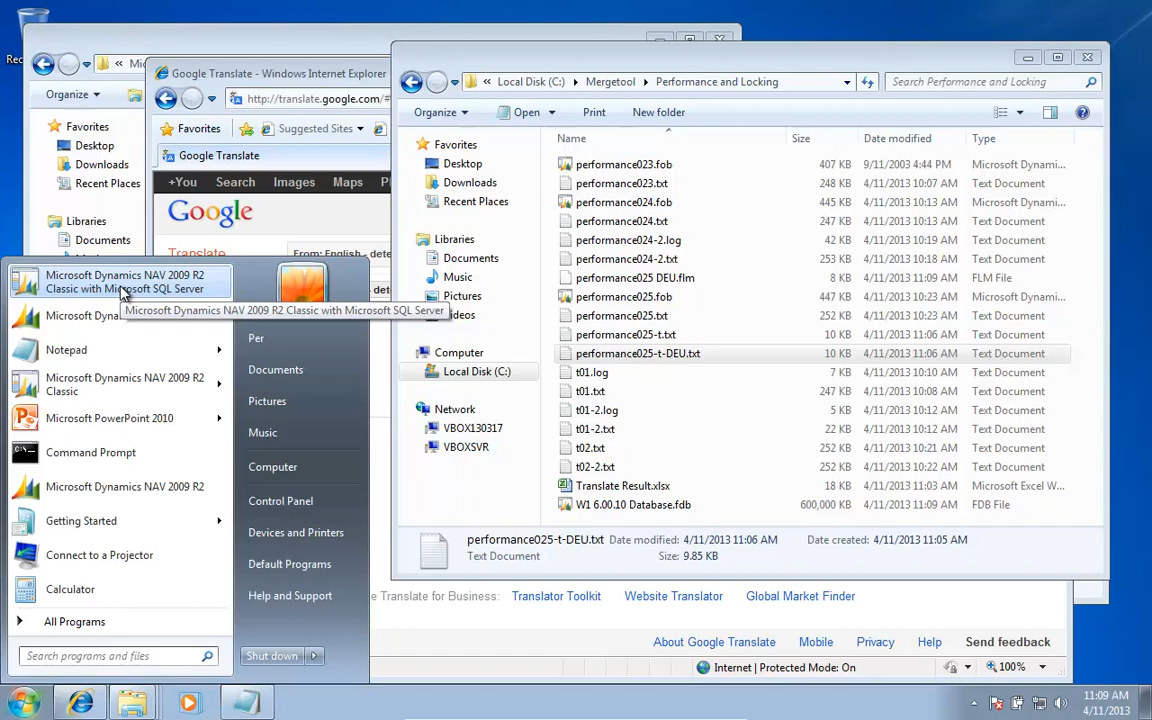 Rec
Mi
Organize
Favorites
Desktop
Downloads
Recent Places
Libraries
Documents
Google Translate - Windows Internet Explorer
http://translate.google.com/#
Favorites
Suggested Sites
Google Translate
+You Search Images Maps
Google
Translate
From: English - dete
Local Disk (C:) Mergetool Performance and Locking
Search Performance and Locking
Organize Open Print New folder
Favorites
Desktop
Downloads
Recent Places
Libraries
Documents
Music
Pictures
Computer
Local Disk (C:)
Network
VBOX130317
VBOXSVR
Name Size Date modified Type
performance023.fob 407 KB 9/11/2003 4:44 PM Microsoft Dynami...
performance023.txt 248 KB 4/11/2013 10:07 AM Text Document
performance024.fob 445 KB 4/11/2013 10:13 AM Microsoft Dynami...
performance024.txt 247 KB 4/11/2013 10:13 AM Text Document
performance024-2.log 42 KB 4/11/2013 10:19 AM Text Document
performance024-2.txt 253 KB 4/11/2013 10:18 AM Text Document
performance025 DEU.flm 8 KB 4/11/2013 11:09 AM FLM File
performance025.fob 297 KB 4/11/2013 10:44 AM Microsoft Dynami...
performance025.txt 252 KB 4/11/2013 10:23 AM Text Document
performance025-t.txt 10 KB 4/11/2013 11:06 AM Text Document
performance025-t-DEU.txt 10 KB 4/11/2013 11:06 AM Text Document
t01.log 7 KB 4/11/2013 10:10 AM Text Document
t01.txt 247 KB 4/11/2013 10:08 AM Text Document
t01-2.log 5 KB 4/11/2013 10:12 AM Text Document
t01-2.txt 22 KB 4/11/2013 10:12 AM Text Document
t02.txt 252 KB 4/11/2013 10:21 AM Text Document
t02-2.txt 252 KB 4/11/2013 10:22 AM Text Document
Translate Result.xlsx 18 KB 4/11/2013 11:03 AM Microsoft Excel W...
W1 6.00.10 Database.fdb 600,000 KB 4/11/2013 11:09 AM FDB File
performance025-t-DEU.txt Date modified: 4/11/2013 11:06 AM Date created: 4/11/2013 11:05 AM
Text Document Size: 9.85 KB
Microsoft Dynamics NAV 2009 R2
Classic with Microsoft SQL Server
Microsoft Dyna
Microsoft Dynamics NAV 2009 R2 Classic with Microsoft SQL Server
Notepad
Microsoft Dynamics NAV 2009 R2
Classic
Microsoft PowerPoint 2010
Command Prompt
Microsoft Dynamics NAV 2009 R2
Getting Started
Connect to a Projector
Calculator
All Programs
Search programs and files
Per
Documents
Pictures
Music
Computer
Control Panel
Devices and Printers
Default Programs
Help and Support
Shut down
e Translate for Business: Translator Toolkit Website Translator Global Market Finder
About Google Translate Mobile Privacy Help Send feedback
Internet | Protected Mode: On 100%
11:09 AM
4/11/2013